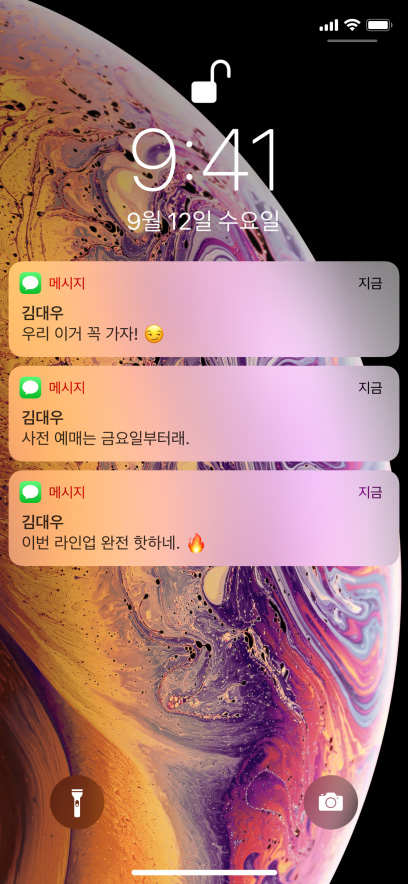 9:41
9월 12일 수요일
메시지 지금
김대우
우리 이거 꼭 가자! 😏
메시지 지금
김대우
사전 예매는 금요일부터래.
메시지 지금
김대우
이번 라인업 완전 핫하네. 🔥